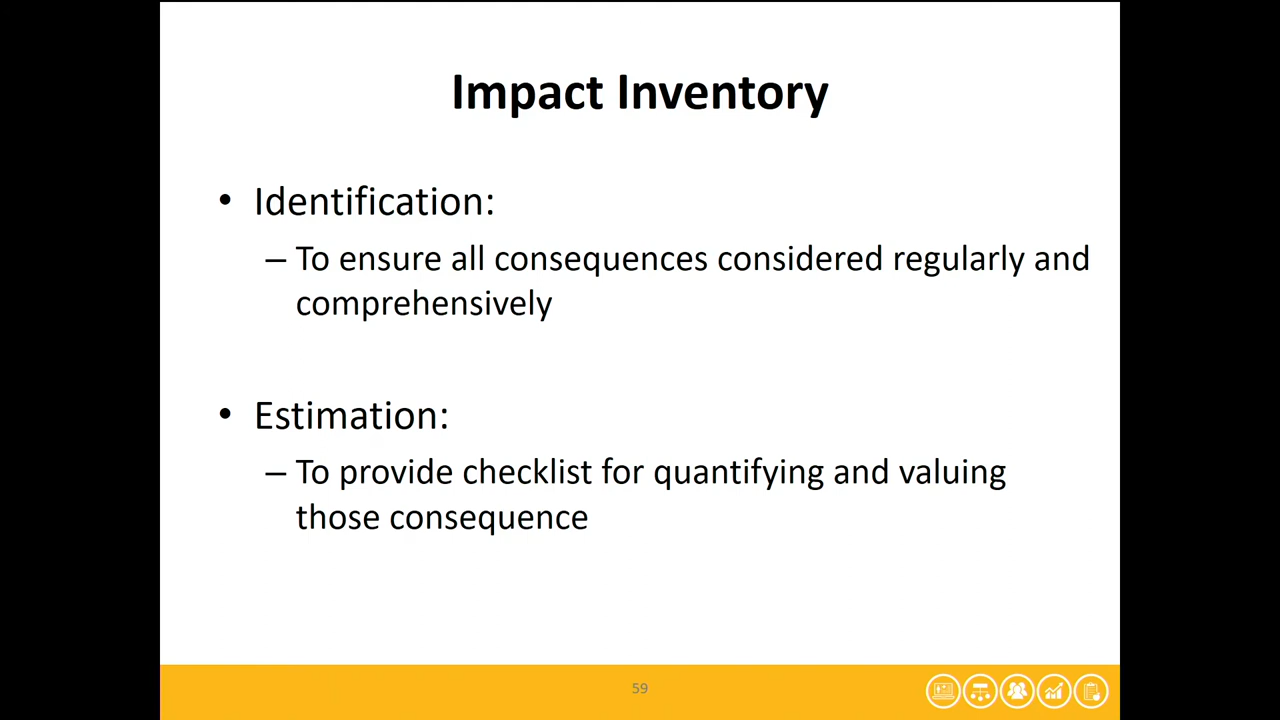 Impact Inventory
• Identification:
– To ensure all consequences considered regularly and
comprehensively
• Estimation:
– To provide checklist for quantifying and valuing
those consequence
59